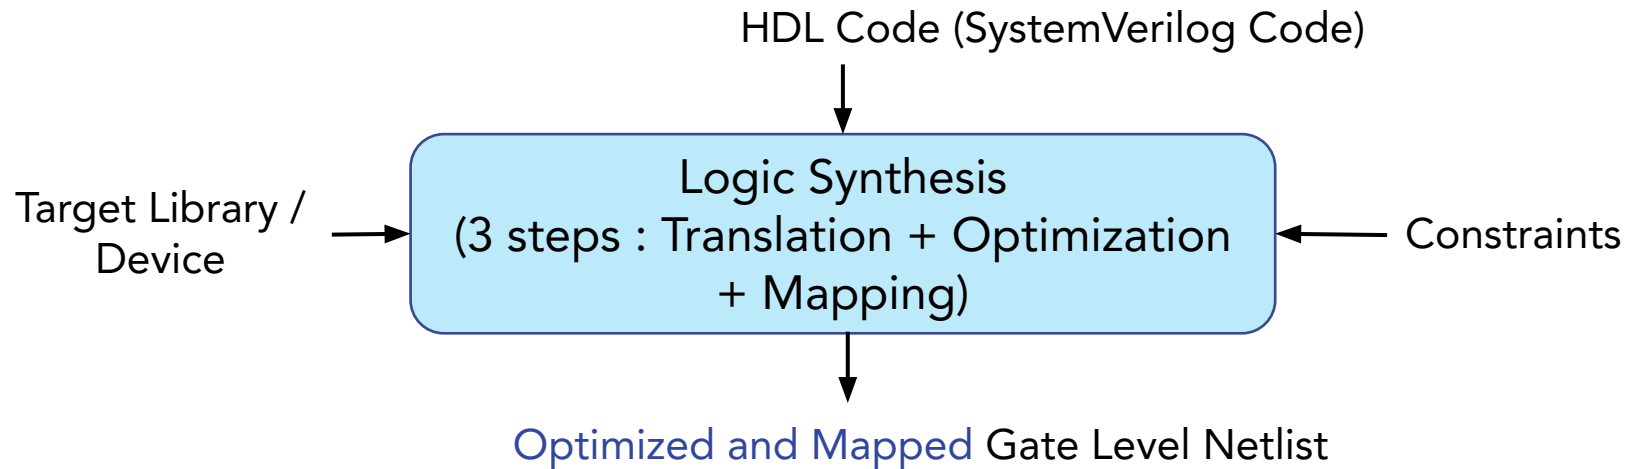 HDL Code (SystemVerilog Code)
Logic Synthesis
(3 steps : Translation + Optimization
+ Mapping)
Target Library /
Device
Constraints
Optimized and Mapped Gate Level Netlist